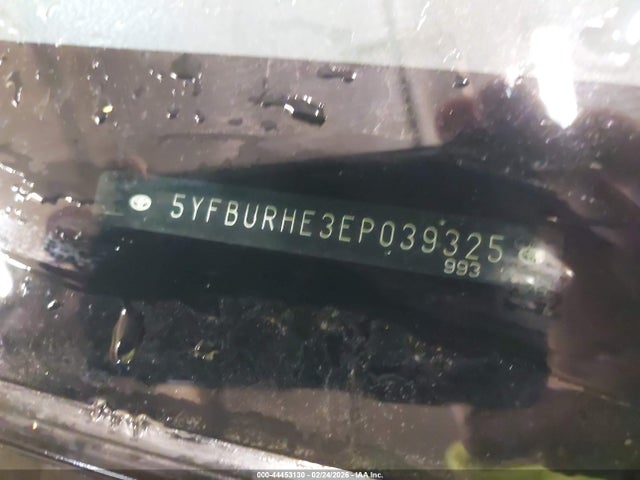 5YFBURHE3EP039325
993
000-44453130 - 02/24/2026 - IAA, Inc.